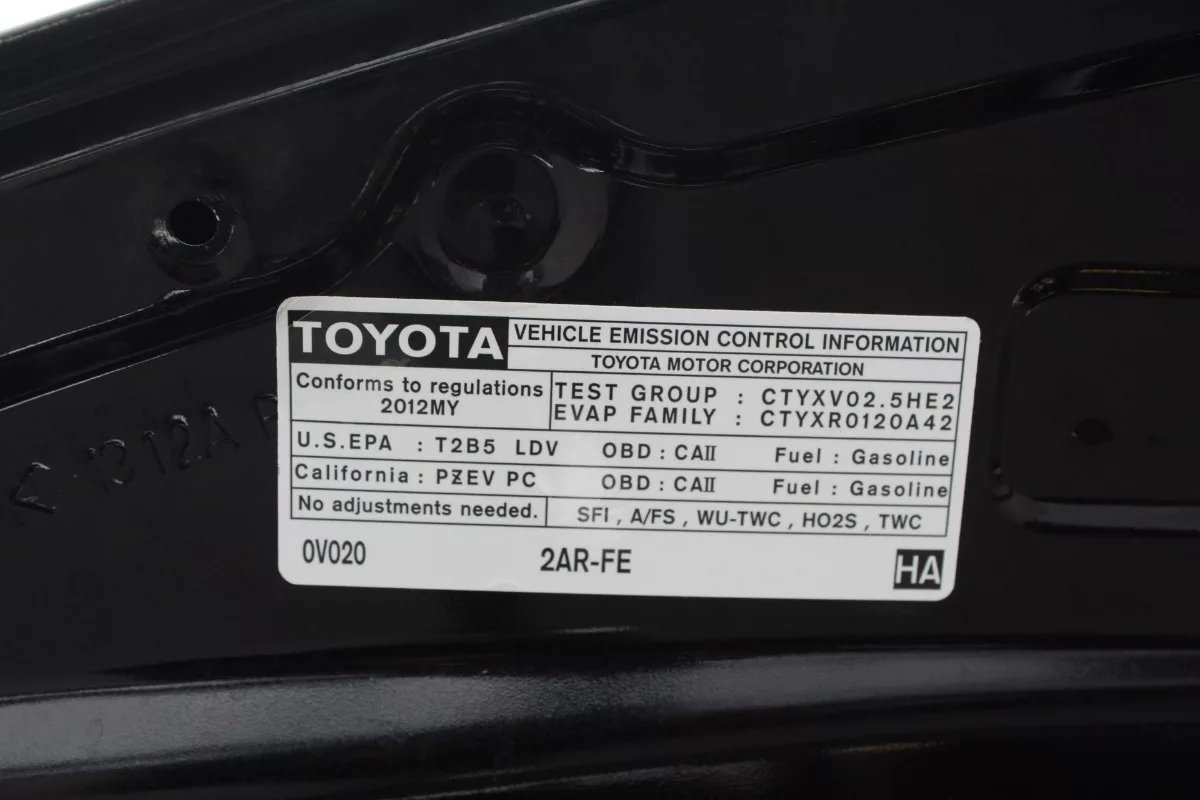 TOYOTA VEHICLE EMISSION CONTROL INFORMATION
TOYOTA MOTOR CORPORATION
Conforms to regulations
2012MY
TEST GROUP : CTYXV02.5HE2
EVAP FAMILY : CTYXR0120A42
U.S.EPA : T2B5 LDV OBD : CAII Fuel : Gasoline
California : PZEV PC OBD : CAII Fuel : Gasoline
No adjustments needed. SFI , A/FS , WU-TWC , HO2S , TWC
0V020 2AR-FE HA
312A